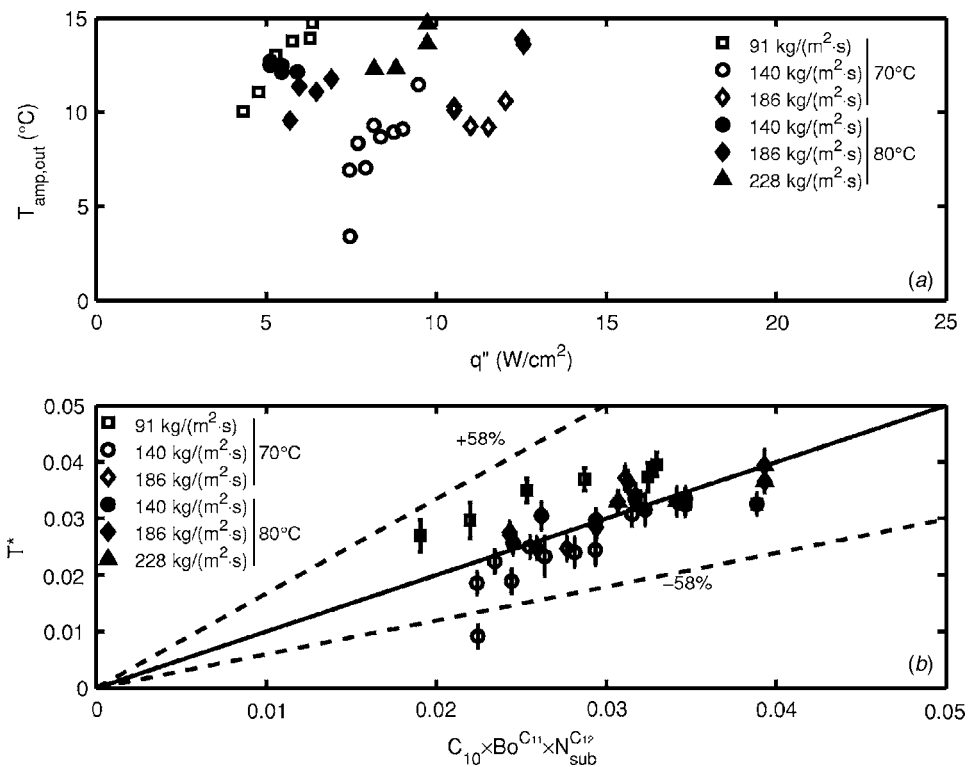 15
10
5
0
T_amp,out (°C)
91 kg/(m²·s)
140 kg/(m²·s) 70°C
186 kg/(m²·s)
140 kg/(m²·s)
186 kg/(m²·s) 80°C
228 kg/(m²·s)
(a)
0 5 10 15 20 25
q" (W/cm²)
0.05
0.04
0.03
0.02
0.01
0
T*
91 kg/(m²·s)
140 kg/(m²·s) 70°C
186 kg/(m²·s)
140 kg/(m²·s)
186 kg/(m²·s) 80°C
228 kg/(m²·s)
+58%
−58%
(b)
0 0.01 0.02 0.03 0.04 0.05
C₁₀×Bo^C₁₁×N_sub^C₁₂